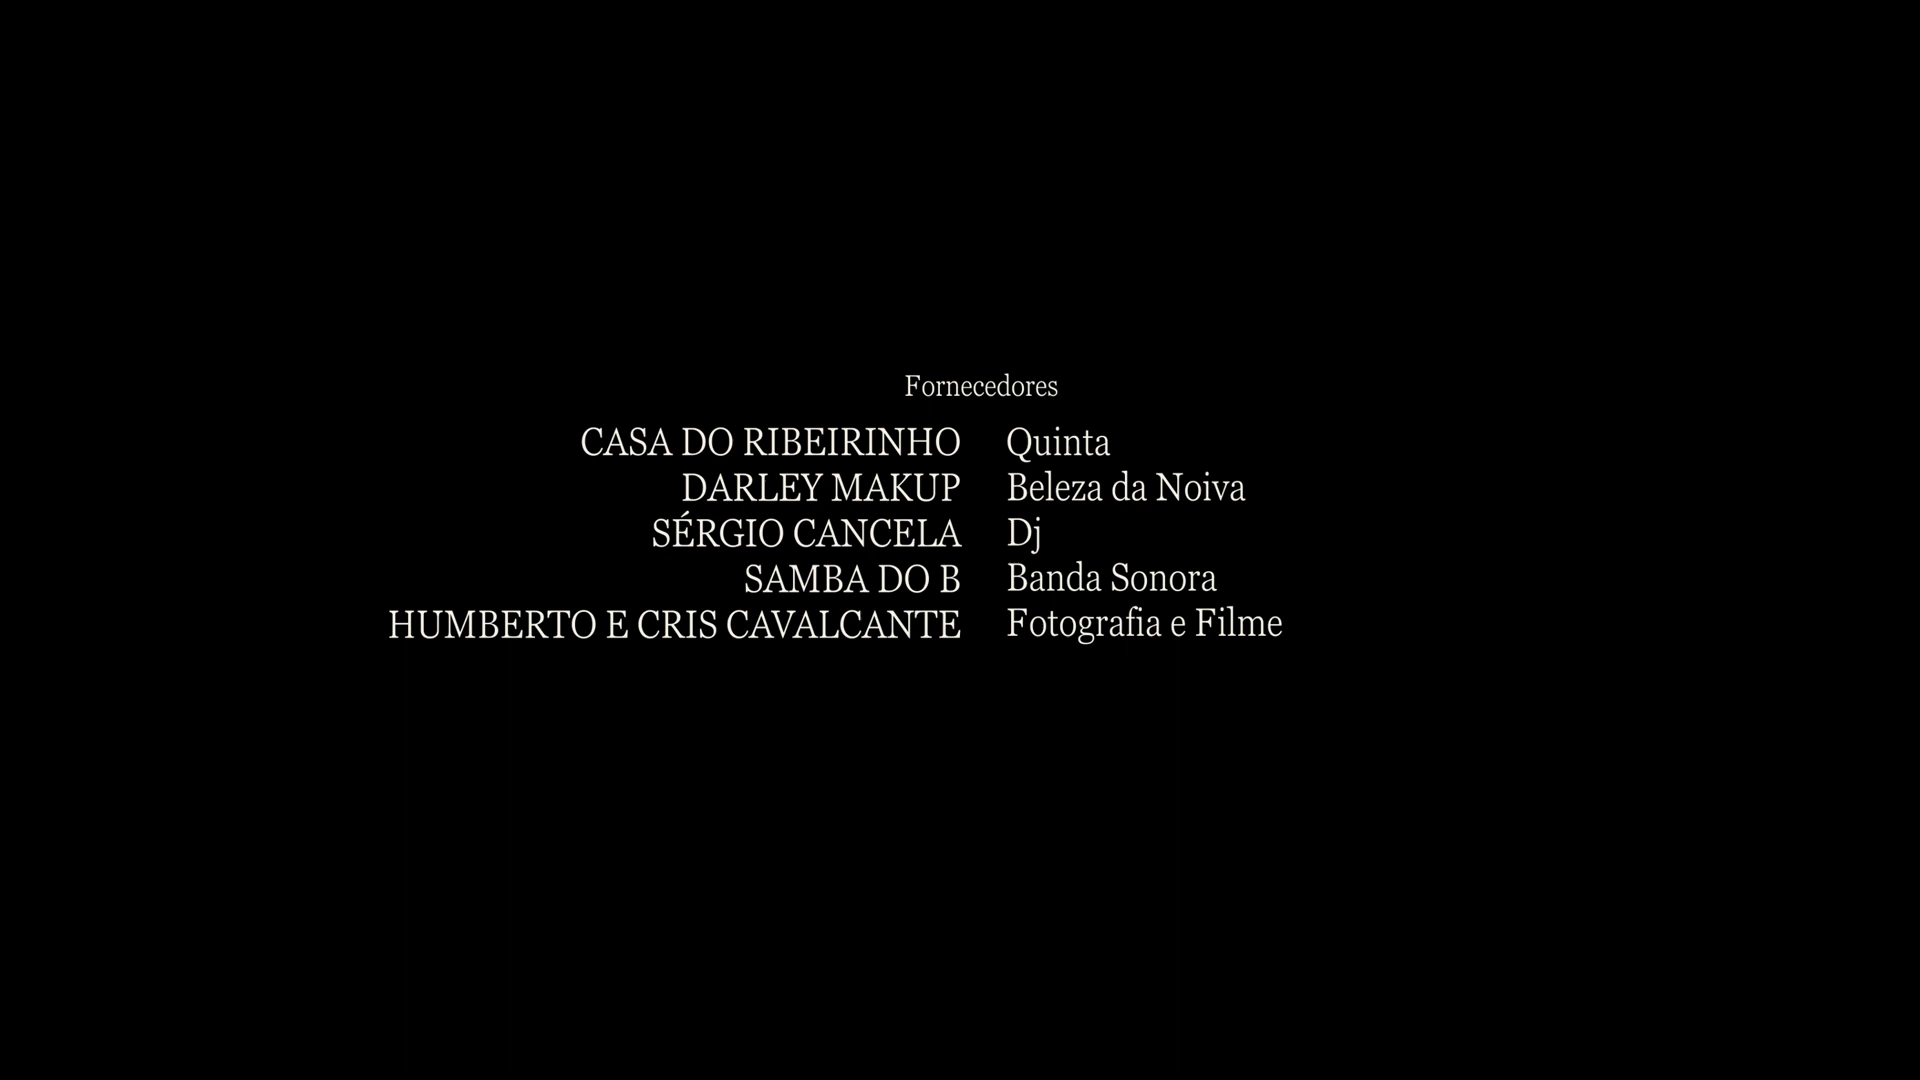 Fornecedores
CASA DO RIBEIRINHO Quinta
DARLEY MAKUP Beleza da Noiva
SÉRGIO CANCELA Dj
SAMBA DO B Banda Sonora
HUMBERTO E CRIS CAVALCANTE Fotografia e Filme